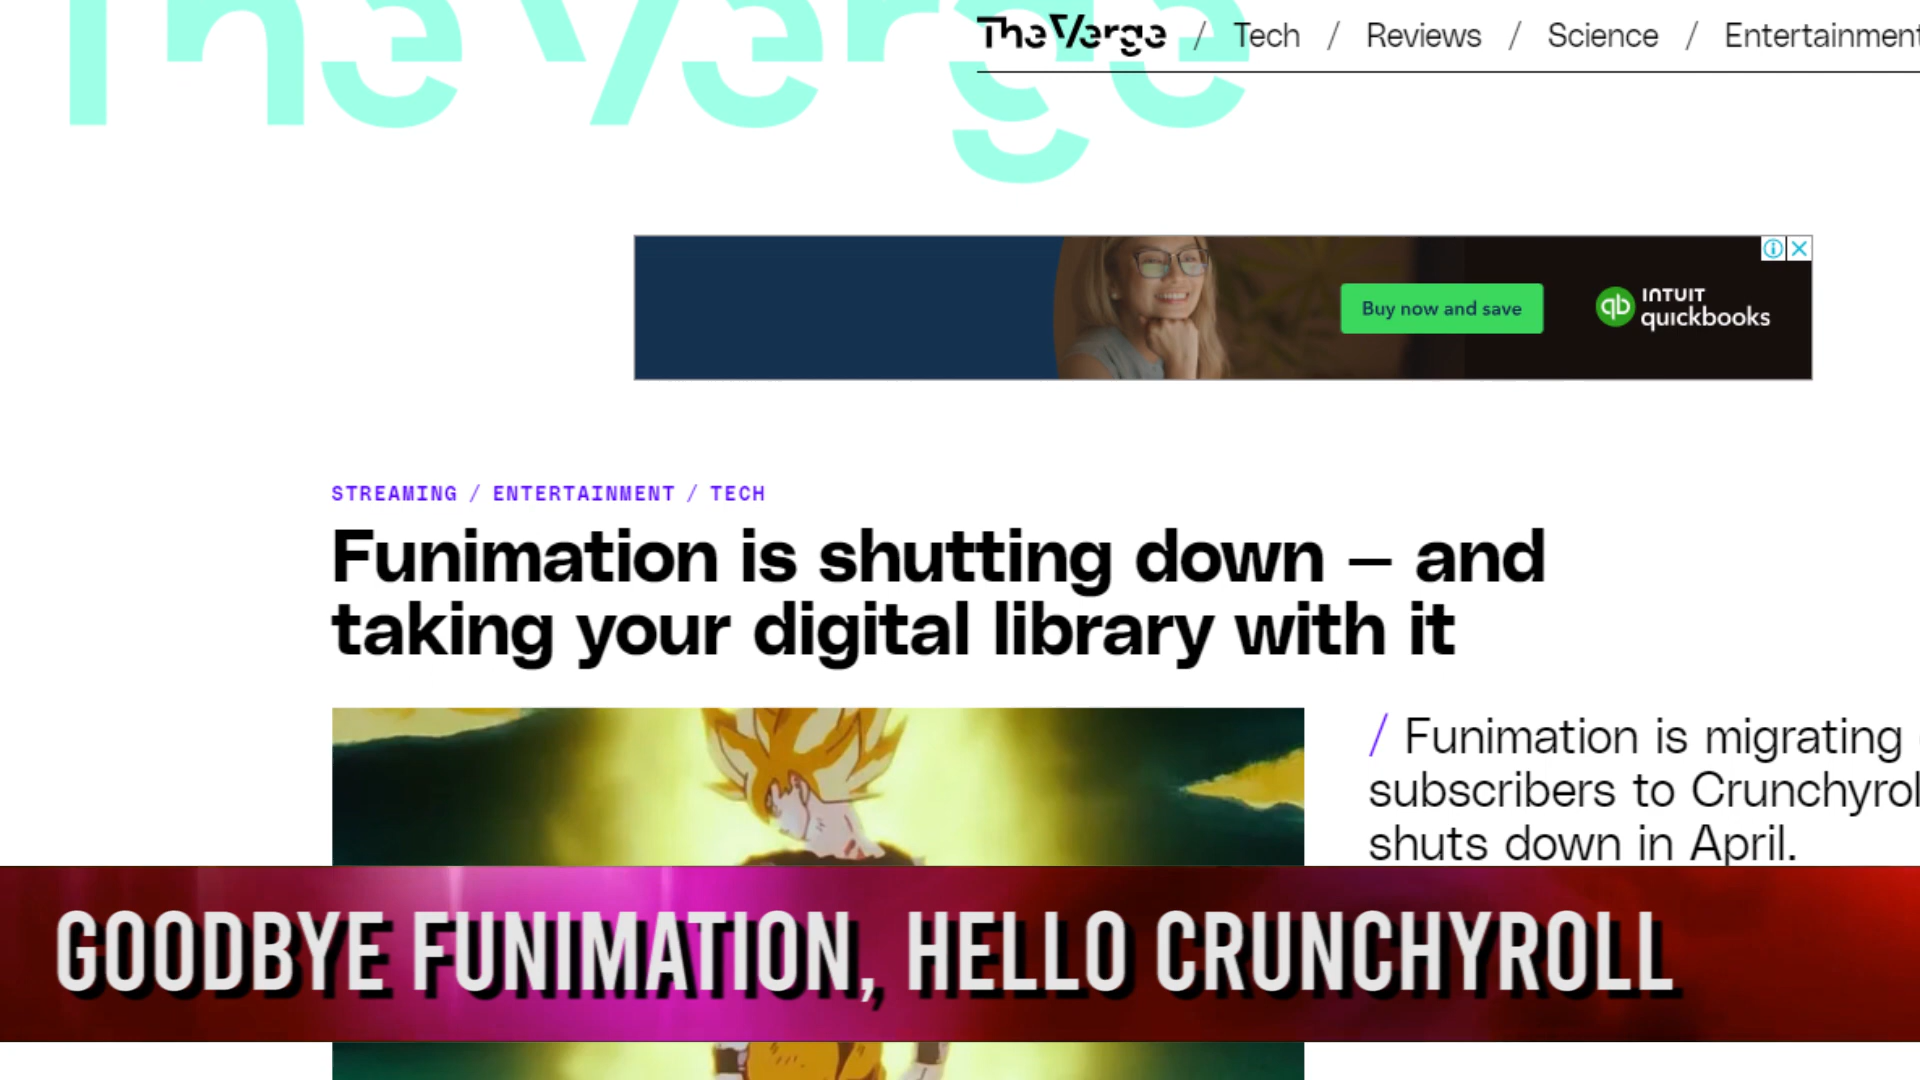 The Verge
The Verge / Tech / Reviews / Science / Entertainment
Buy now and save
qb INTUIT
quickbooks
STREAMING / ENTERTAINMENT / TECH
Funimation is shutting down — and
taking your digital library with it
/ Funimation is migrating
subscribers to Crunchyrol
shuts down in April.
GOODBYE FUNIMATION, HELLO CRUNCHYROLL